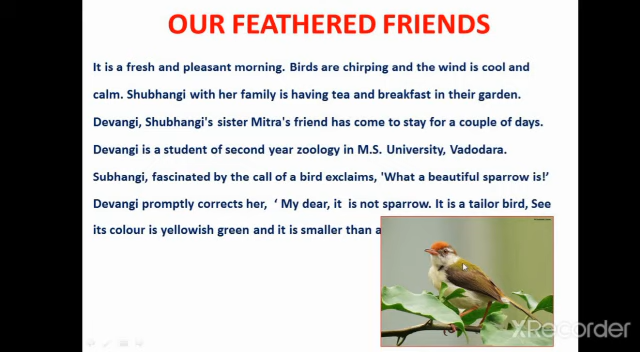 OUR FEATHERED FRIENDS
It is a fresh and pleasant morning. Birds are chirping and the wind is cool and
calm. Shubhangi with her family is having tea and breakfast in their garden.
Devangi, Shubhangi's sister Mitra's friend has come to stay for a couple of days.
Devangi is a student of second year zoology in M.S. University, Vadodara.
Subhangi, fascinated by the call of a bird exclaims, 'What a beautiful sparrow is!'
Devangi promptly corrects her, ‘ My dear, it is not sparrow. It is a tailor bird, See
its colour is yellowish green and it is smaller than a
XRecorder